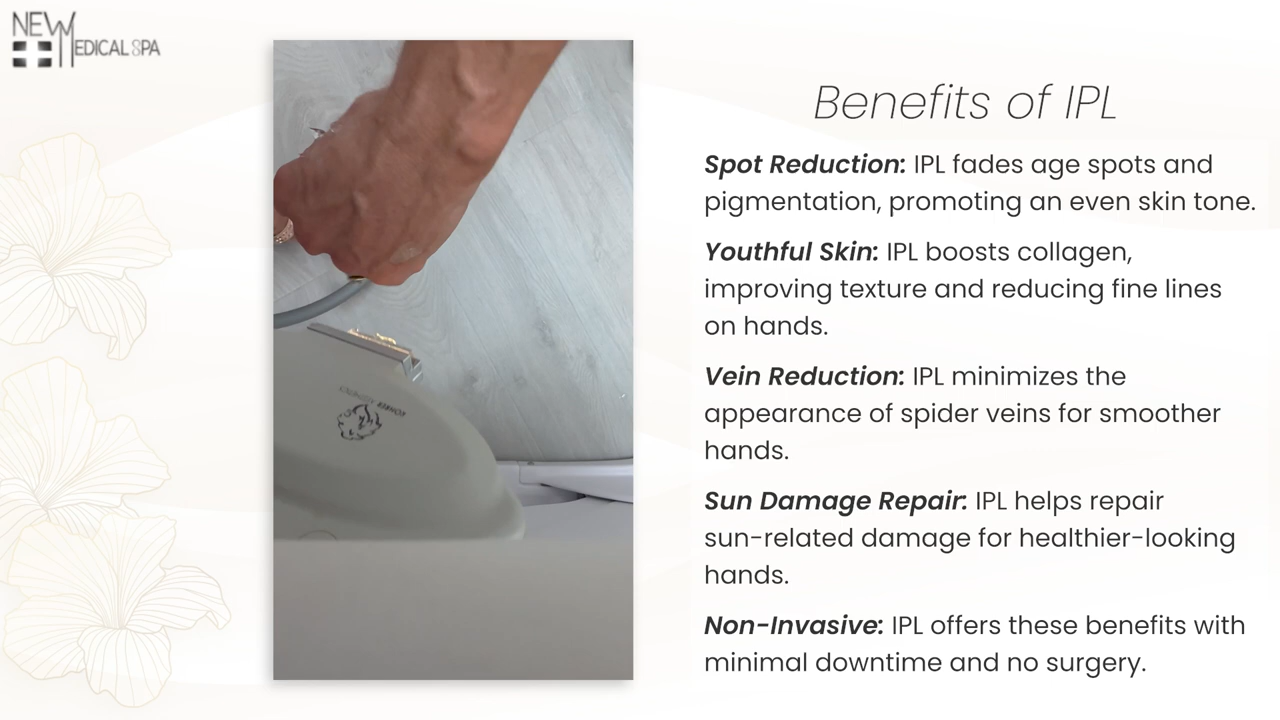 NEW
MEDICAL SPA
Benefits of IPL
Spot Reduction: IPL fades age spots and
pigmentation, promoting an even skin tone.
Youthful Skin: IPL boosts collagen,
improving texture and reducing fine lines
on hands.
Vein Reduction: IPL minimizes the
appearance of spider veins for smoother
hands.
Sun Damage Repair: IPL helps repair
sun-related damage for healthier-looking
hands.
Non-Invasive: IPL offers these benefits with
minimal downtime and no surgery.